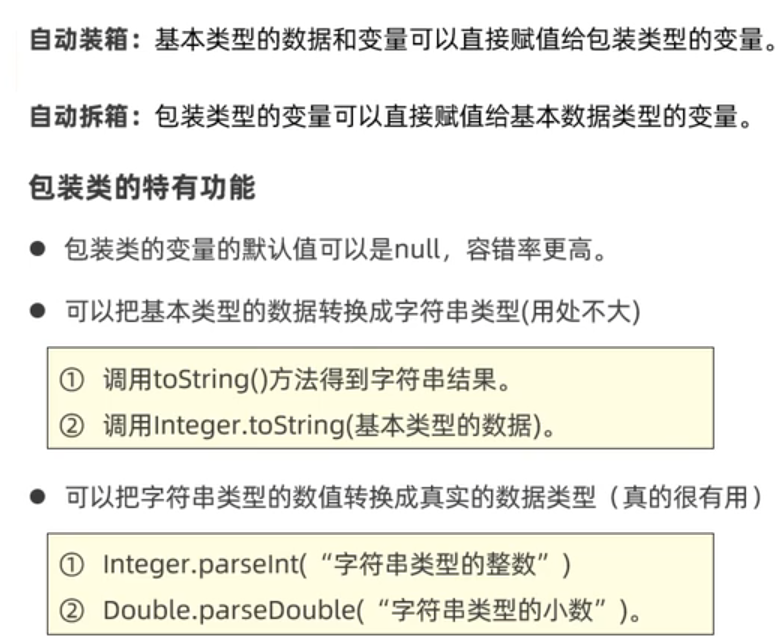 自动装箱：基本类型的数据和变量可以直接赋值给包装类型的变量。
自动拆箱：包装类型的变量可以直接赋值给基本数据类型的变量。
包装类的特有功能
● 包装类的变量的默认值可以是null，容错率更高。
● 可以把基本类型的数据转换成字符串类型(用处不大)
① 调用toString()方法得到字符串结果。
② 调用Integer.toString(基本类型的数据)。
● 可以把字符串类型的数值转换成真实的数据类型（真的很有用）
① Integer.parseInt(“字符串类型的整数”)
② Double.parseDouble(“字符串类型的小数”)。